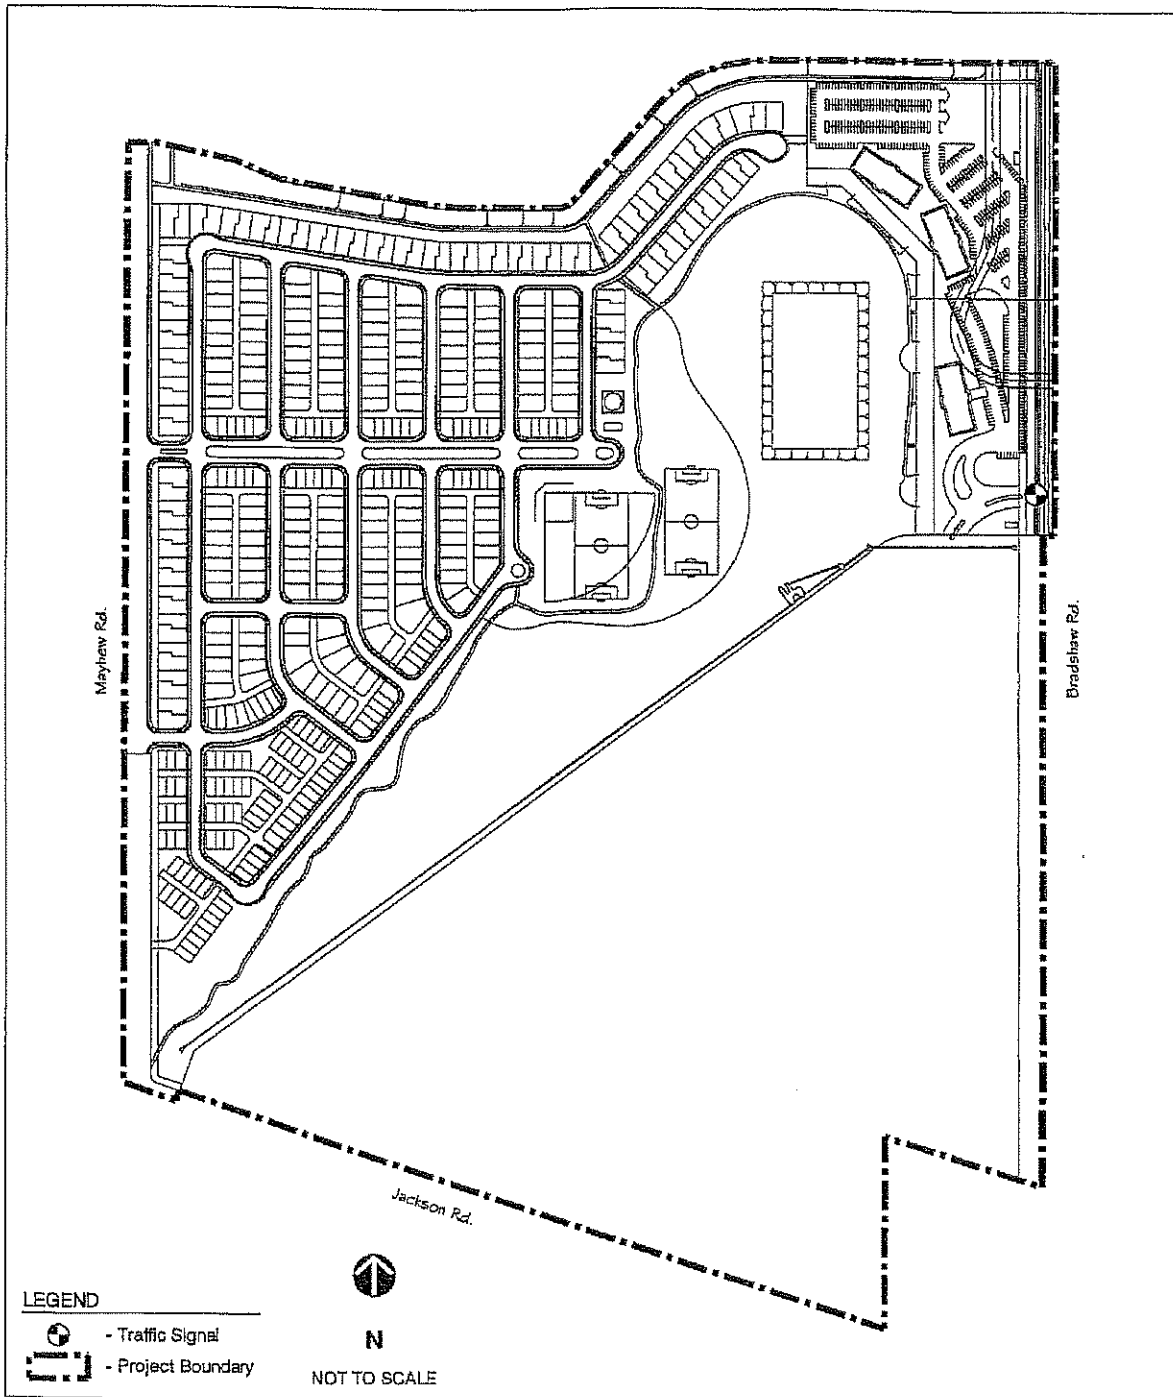 Mayhew Rd.
Bradshaw Rd.
Jackson Rd.
LEGEND
- Traffic Signal
- Project Boundary
N
NOT TO SCALE